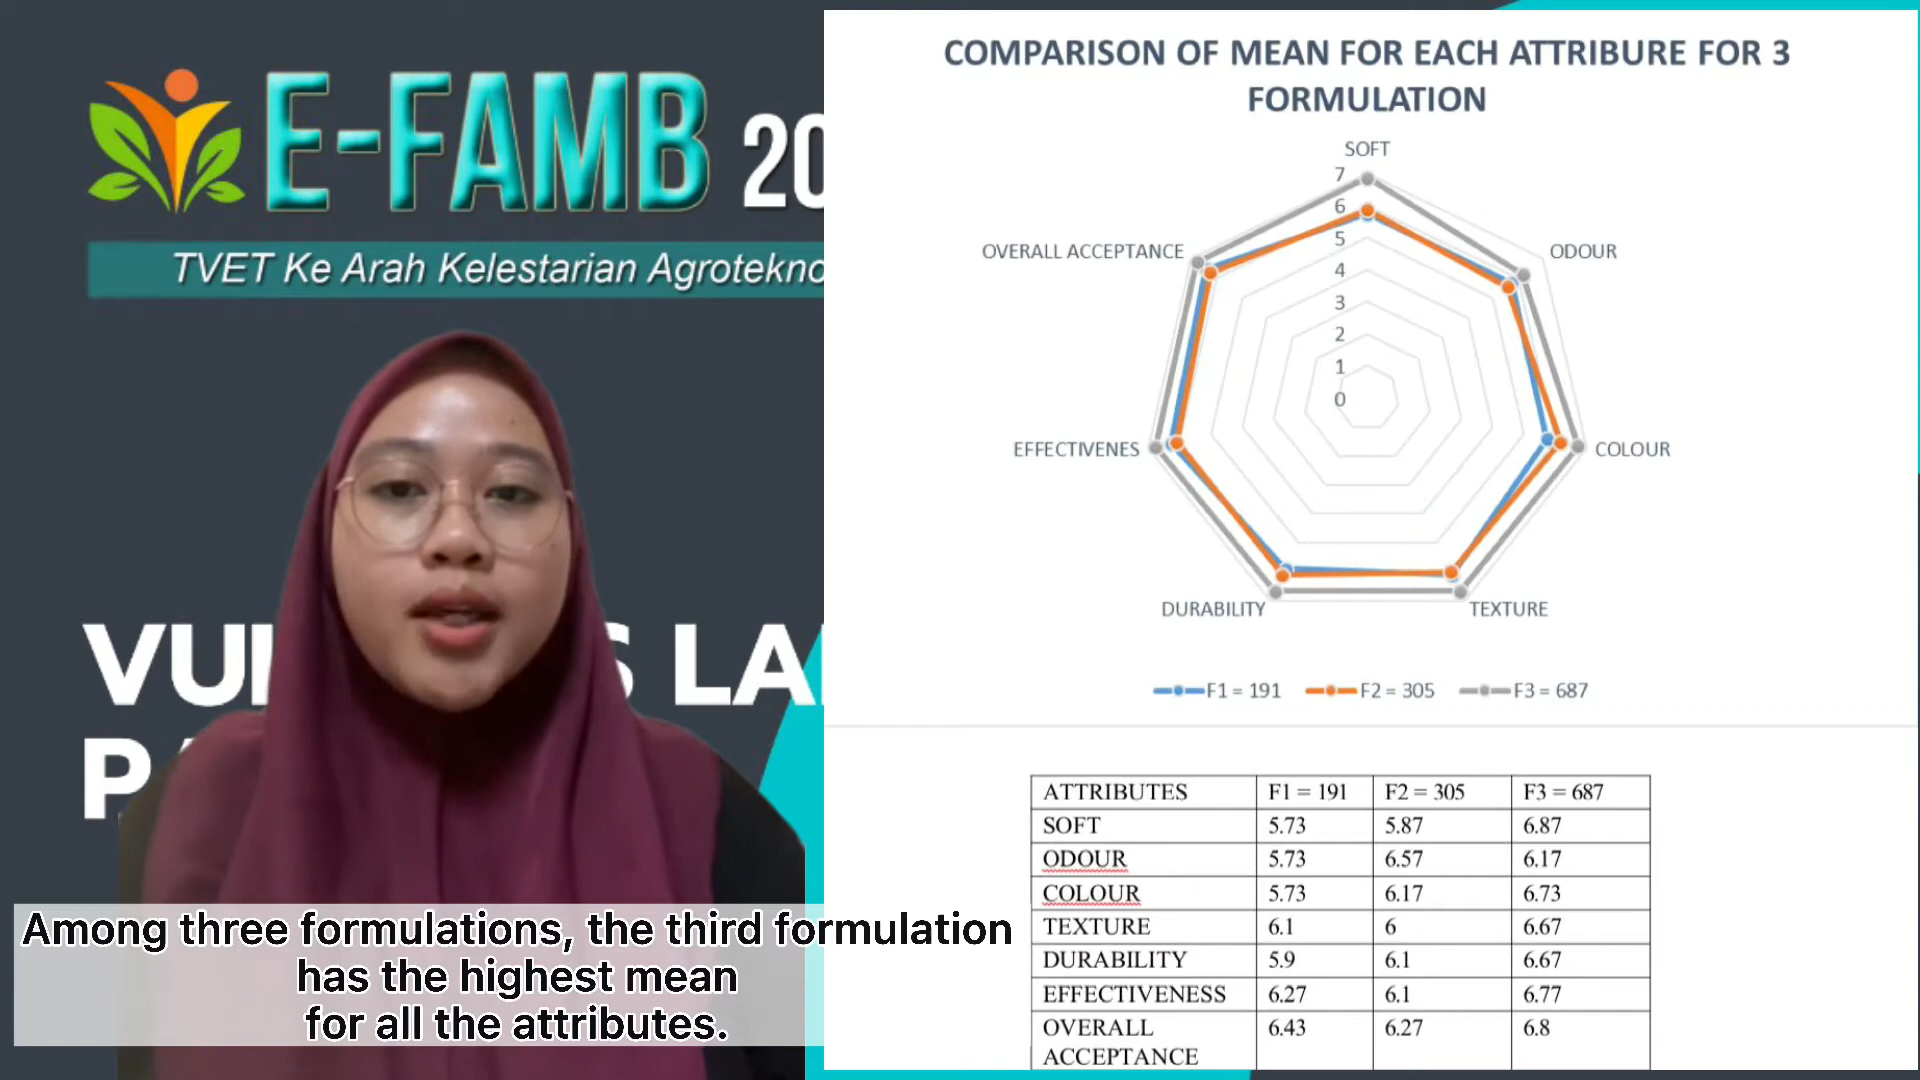 E-FAMB 20
TVET Ke Arah Kelestarian Agrotekno
COMPARISON OF MEAN FOR EACH ATTRIBURE FOR 3
FORMULATION
SOFT
ODOUR
COLOUR
TEXTURE
DURABILITY
EFFECTIVENES
OVERALL ACCEPTANCE
7
6
5
4
3
2
1
0
F1 = 191 F2 = 305 F3 = 687
ATTRIBUTES F1 = 191 F2 = 305 F3 = 687
SOFT 5.73 5.87 6.87
ODOUR 5.73 6.57 6.17
COLOUR 5.73 6.17 6.73
TEXTURE 6.1 6 6.67
DURABILITY 5.9 6.1 6.67
EFFECTIVENESS 6.27 6.1 6.77
OVERALL 6.43 6.27 6.8
ACCEPTANCE
Among three formulations, the third formulation
has the highest mean
for all the attributes.